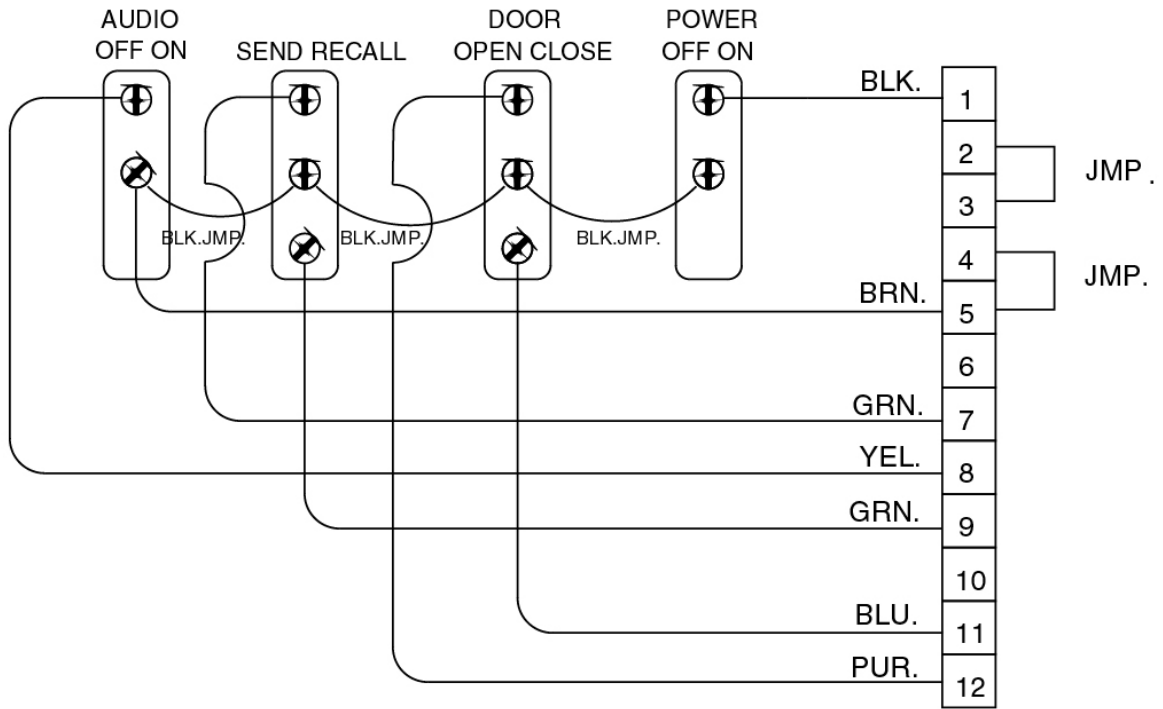 AUDIO
OFF ON
SEND RECALL
DOOR
OPEN CLOSE
POWER
OFF ON
BLK.
1
2
JMP.
3
BLK.JMP.
BLK.JMP.
BLK.JMP.
4
JMP.
BRN.
5
6
GRN.
7
YEL.
8
GRN.
9
10
BLU.
11
PUR.
12